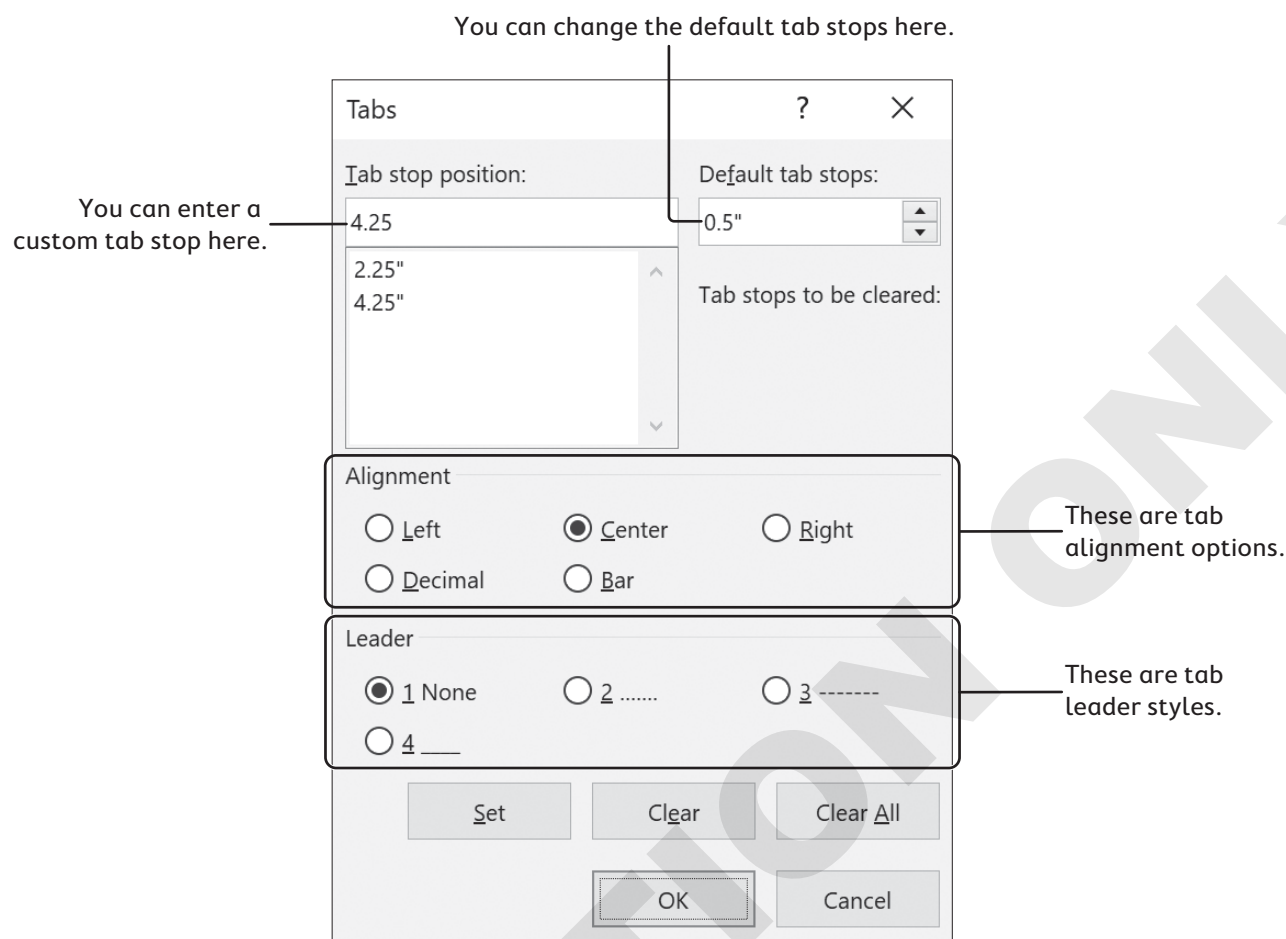 You can change the default tab stops here.
Tabs ? X
Tab stop position: Default tab stops:
You can enter a
custom tab stop here.
4.25 0.5"
2.25"
4.25"
Tab stops to be cleared:
Alignment
Left Center Right
Decimal Bar
These are tab
alignment options.
Leader
1 None 2 ....... 3 -------
4 ____
These are tab
leader styles.
Set Clear Clear All
OK Cancel